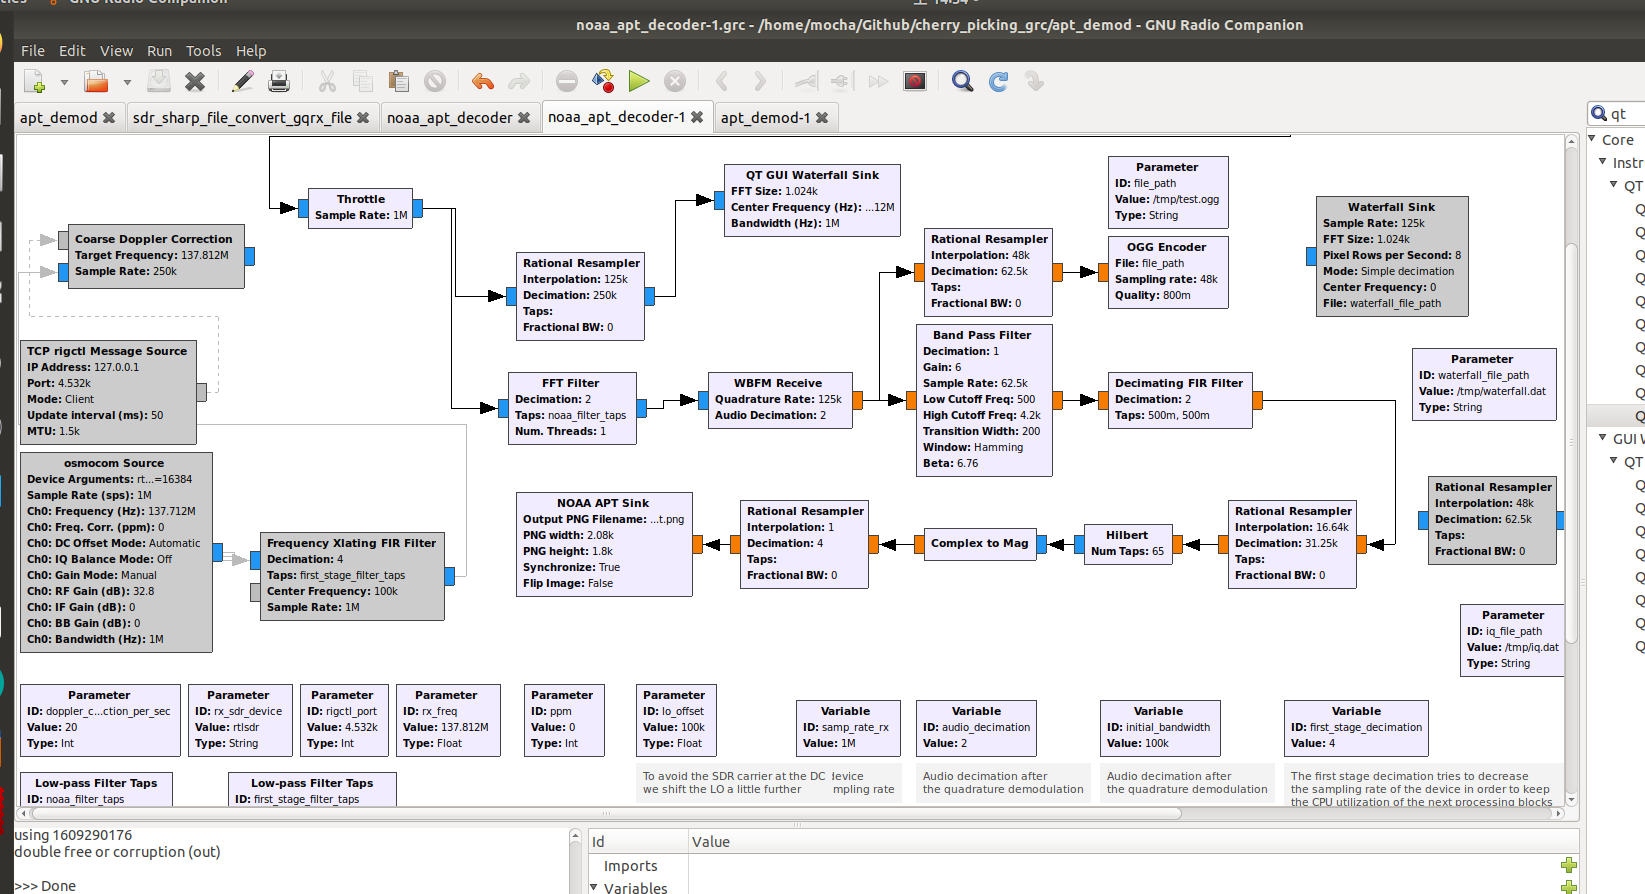 GNU Radio Companion
noaa_apt_decoder-1.grc - /home/mocha/Github/cherry_picking_grc/apt_demod - GNU Radio Companion
File Edit View Run Tools Help
apt_demod
sdr_sharp_file_convert_gqrx_file
noaa_apt_decoder
noaa_apt_decoder-1
apt_demod-1
qt
Core
Instr
QT
GUI W
QT
Throttle
Sample Rate: 1M
QT GUI Waterfall Sink
FFT Size: 1.024k
Center Frequency (Hz): ...12M
Bandwidth (Hz): 1M
Parameter
ID: file_path
Value: /tmp/test.ogg
Type: String
Waterfall Sink
Sample Rate: 125k
FFT Size: 1.024k
Pixel Rows per Second: 8
Mode: Simple decimation
Center Frequency: 0
File: waterfall_file_path
Coarse Doppler Correction
Target Frequency: 137.812M
Sample Rate: 250k
Rational Resampler
Interpolation: 125k
Decimation: 250k
Taps:
Fractional BW: 0
Rational Resampler
Interpolation: 48k
Decimation: 62.5k
Taps:
Fractional BW: 0
OGG Encoder
File: file_path
Sampling rate: 48k
Quality: 800m
TCP rigctl Message Source
IP Address: 127.0.0.1
Port: 4.532k
Mode: Client
Update interval (ms): 50
MTU: 1.5k
FFT Filter
Decimation: 2
Taps: noaa_filter_taps
Num. Threads: 1
WBFM Receive
Quadrature Rate: 125k
Audio Decimation: 2
Band Pass Filter
Decimation: 1
Gain: 6
Sample Rate: 62.5k
Low Cutoff Freq: 500
High Cutoff Freq: 4.2k
Transition Width: 200
Window: Hamming
Beta: 6.76
Decimating FIR Filter
Decimation: 2
Taps: 500m, 500m
Parameter
ID: waterfall_file_path
Value: /tmp/waterfall.dat
Type: String
osmocom Source
Device Arguments: rt...=16384
Sample Rate (sps): 1M
Ch0: Frequency (Hz): 137.712M
Ch0: Freq. Corr. (ppm): 0
Ch0: DC Offset Mode: Automatic
Ch0: IQ Balance Mode: Off
Ch0: Gain Mode: Manual
Ch0: RF Gain (dB): 32.8
Ch0: IF Gain (dB): 0
Ch0: BB Gain (dB): 0
Ch0: Bandwidth (Hz): 1M
Frequency Xlating FIR Filter
Decimation: 4
Taps: first_stage_filter_taps
Center Frequency: 100k
Sample Rate: 1M
NOAA APT Sink
Output PNG Filename: ...t.png
PNG width: 2.08k
PNG height: 1.8k
Synchronize: True
Flip Image: False
Rational Resampler
Interpolation: 1
Decimation: 4
Taps:
Fractional BW: 0
Complex to Mag
Hilbert
Num Taps: 65
Rational Resampler
Interpolation: 16.64k
Decimation: 31.25k
Taps:
Fractional BW: 0
Rational Resampler
Interpolation: 48k
Decimation: 62.5k
Taps:
Fractional BW: 0
Parameter
ID: iq_file_path
Value: /tmp/iq.dat
Type: String
Parameter
ID: doppler_c...ction_per_sec
Value: 20
Type: Int
Parameter
ID: rx_sdr_device
Value: rtlsdr
Type: String
Parameter
ID: rigctl_port
Value: 4.532k
Type: Int
Parameter
ID: rx_freq
Value: 137.812M
Type: Float
Parameter
ID: ppm
Value: 0
Type: Int
Parameter
ID: lo_offset
Value: 100k
Type: Float
Variable
ID: samp_rate_rx
Value: 1M
Variable
ID: audio_decimation
Value: 2
Variable
ID: initial_bandwidth
Value: 100k
Variable
ID: first_stage_decimation
Value: 4
To avoid the SDR carrier at the DC
we shift the LO a little further
mpling rate
Audio decimation after
the quadrature demodulation
Audio decimation after
the quadrature demodulation
The first stage decimation tries to decrease
the sampling rate of the device in order to keep
the CPU utilization of the next processing blocks
Low-pass Filter Taps
ID: noaa_filter_taps
Low-pass Filter Taps
ID: first_stage_filter_taps
using 1609290176
double free or corruption (out)
>>> Done
Id Value
Imports
Variables